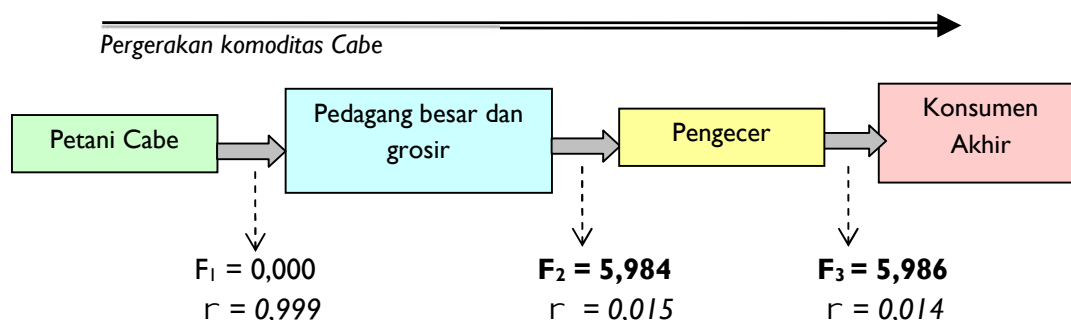 Pergerakan komoditas Cabe
Petani Cabe
Pedagang besar dan
grosir
Pengecer
Konsumen
Akhir
F₁ = 0,000
r = 0,999
F₂ = 5,984
r = 0,015
F₃ = 5,986
r = 0,014